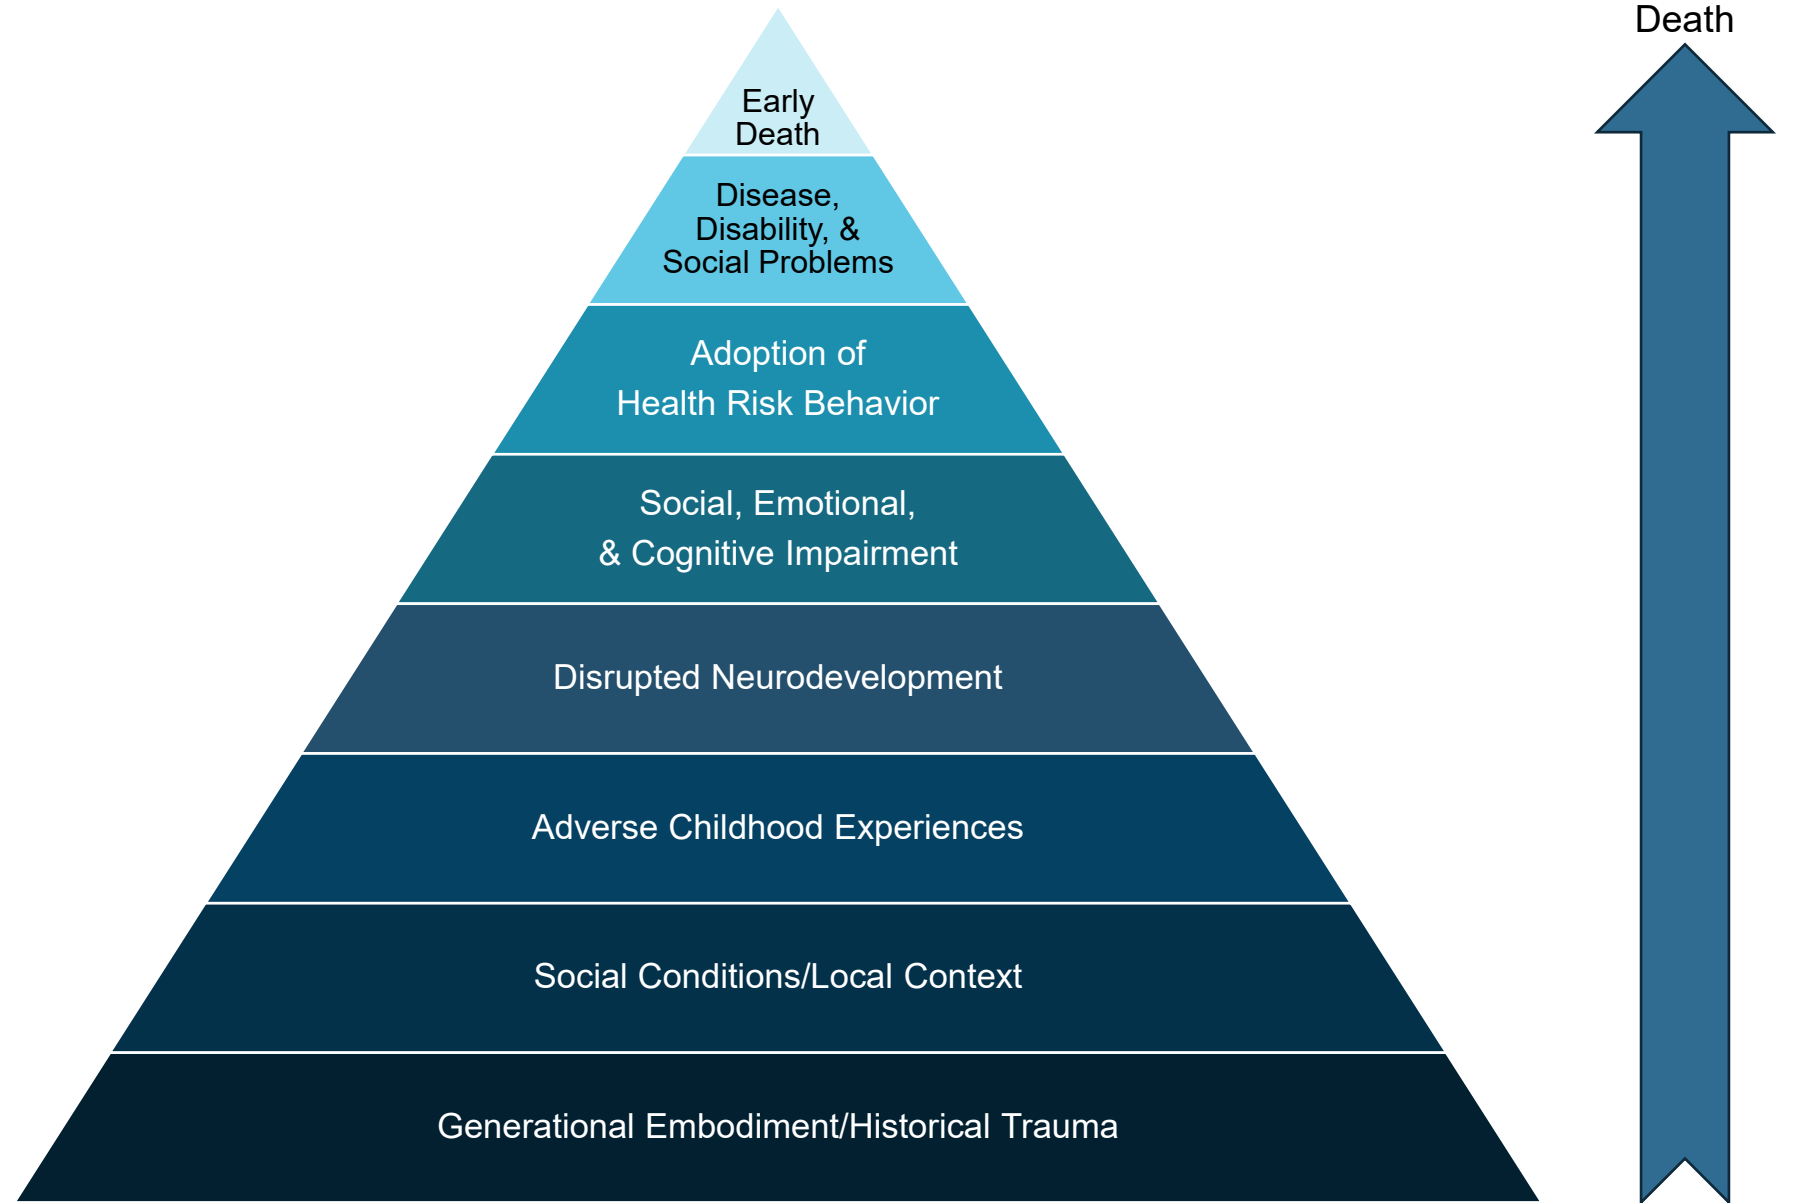 Death
Early
Death
Disease,
Disability, &
Social Problems
Adoption of
Health Risk Behavior
Social, Emotional,
& Cognitive Impairment
Disrupted Neurodevelopment
Adverse Childhood Experiences
Social Conditions/Local Context
Generational Embodiment/Historical Trauma